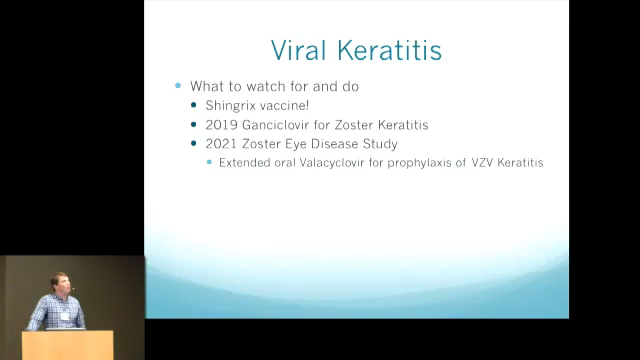 Viral Keratitis
What to watch for and do
Shingrix vaccine!
2019 Ganciclovir for Zoster Keratitis
2021 Zoster Eye Disease Study
Extended oral Valacyclovir for prophylaxis of VZV Keratitis